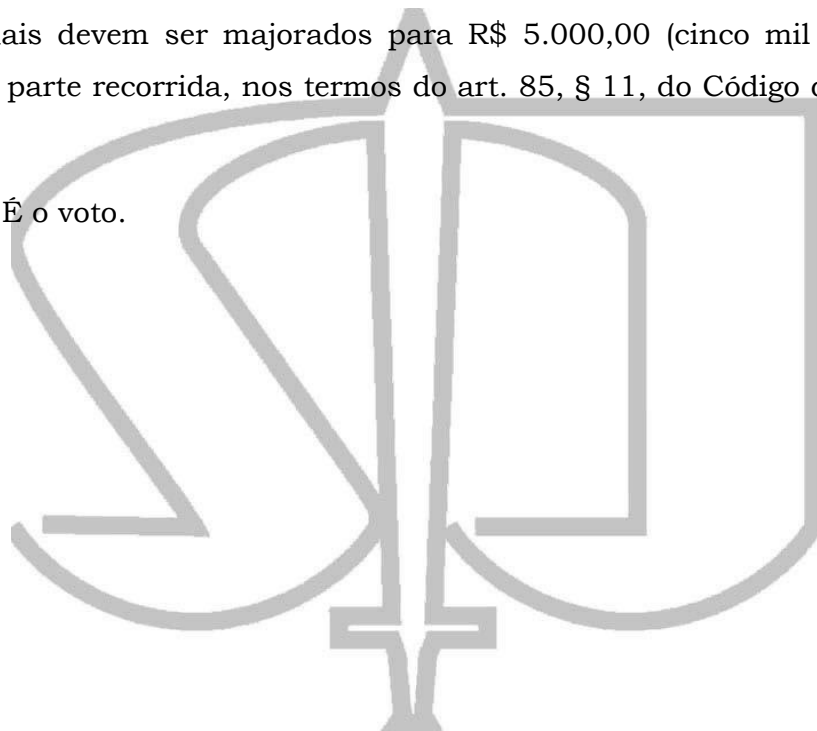 ais devem ser majorados para R$ 5.000,00 (cinco mil
parte recorrida, nos termos do art. 85, § 11, do Código
É o voto.